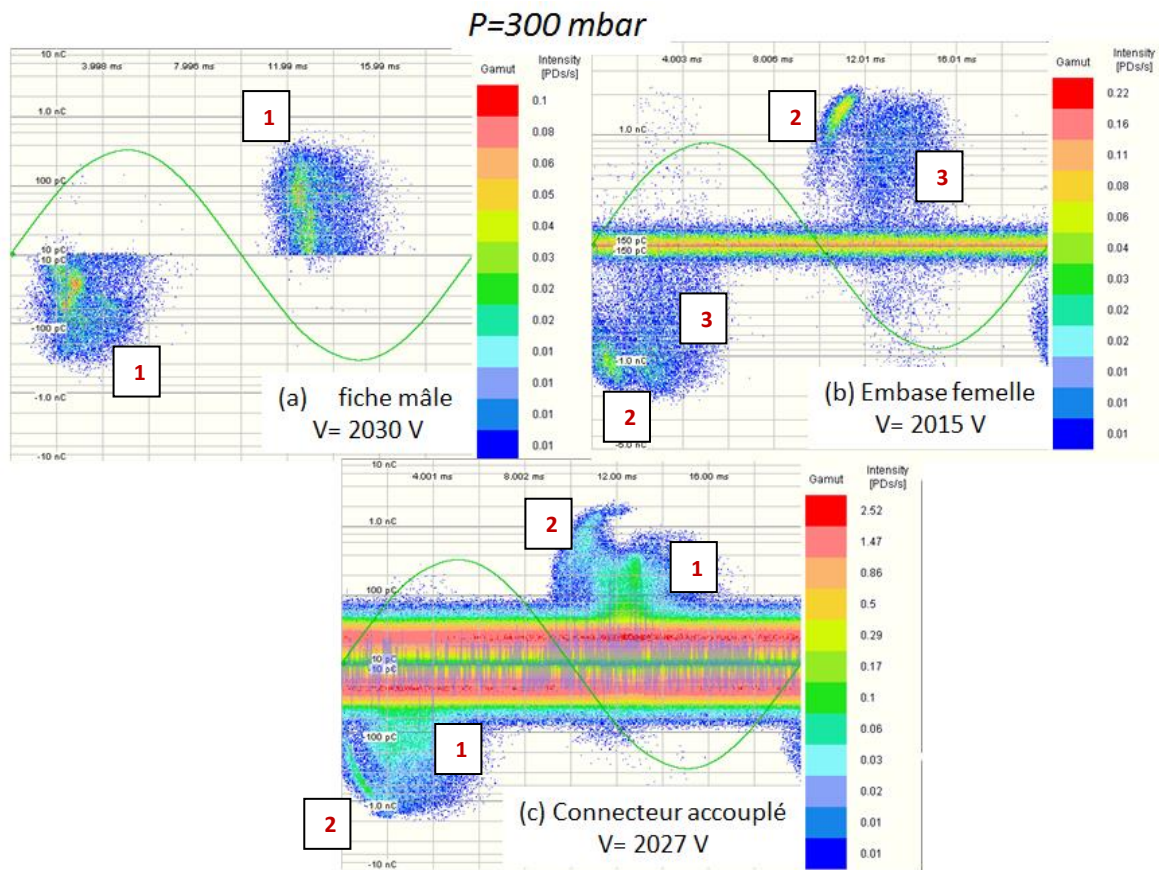 P=300 mbar
10 nC
3.998 ms 7.996 ms 11.99 ms 15.99 ms
1.0 nC
100 pC
10 pC
10 pC
-100 pC
-1.0 nC
-10 nC
1
1
(a) fiche mâle
V= 2030 V
Gamut
Intensity
[PDs/s]
0.1
0.08
0.06
0.05
0.04
0.03
0.02
0.02
0.01
0.01
0.01
0.01
4.003 ms 8.006 ms 12.01 ms 16.01 ms
1.0 nC
150 pC
-150 pC
-1.0 nC
-5.0 nC
2
3
3
2
(b) Embase femelle
V= 2015 V
Gamut
Intensity
[PDs/s]
0.22
0.16
0.11
0.08
0.06
0.04
0.03
0.02
0.02
0.01
0.01
0.01
10 nC
4.001 ms 8.002 ms 12.00 ms 16.00 ms
1.0 nC
100 pC
10 pC
10 pC
-100 pC
-1.0 nC
-10 nC
2
1
1
2
(c) Connecteur accouplé
V= 2027 V
Gamut
Intensity
[PDs/s]
2.52
1.47
0.86
0.5
0.29
0.17
0.1
0.06
0.03
0.02
0.01
0.01